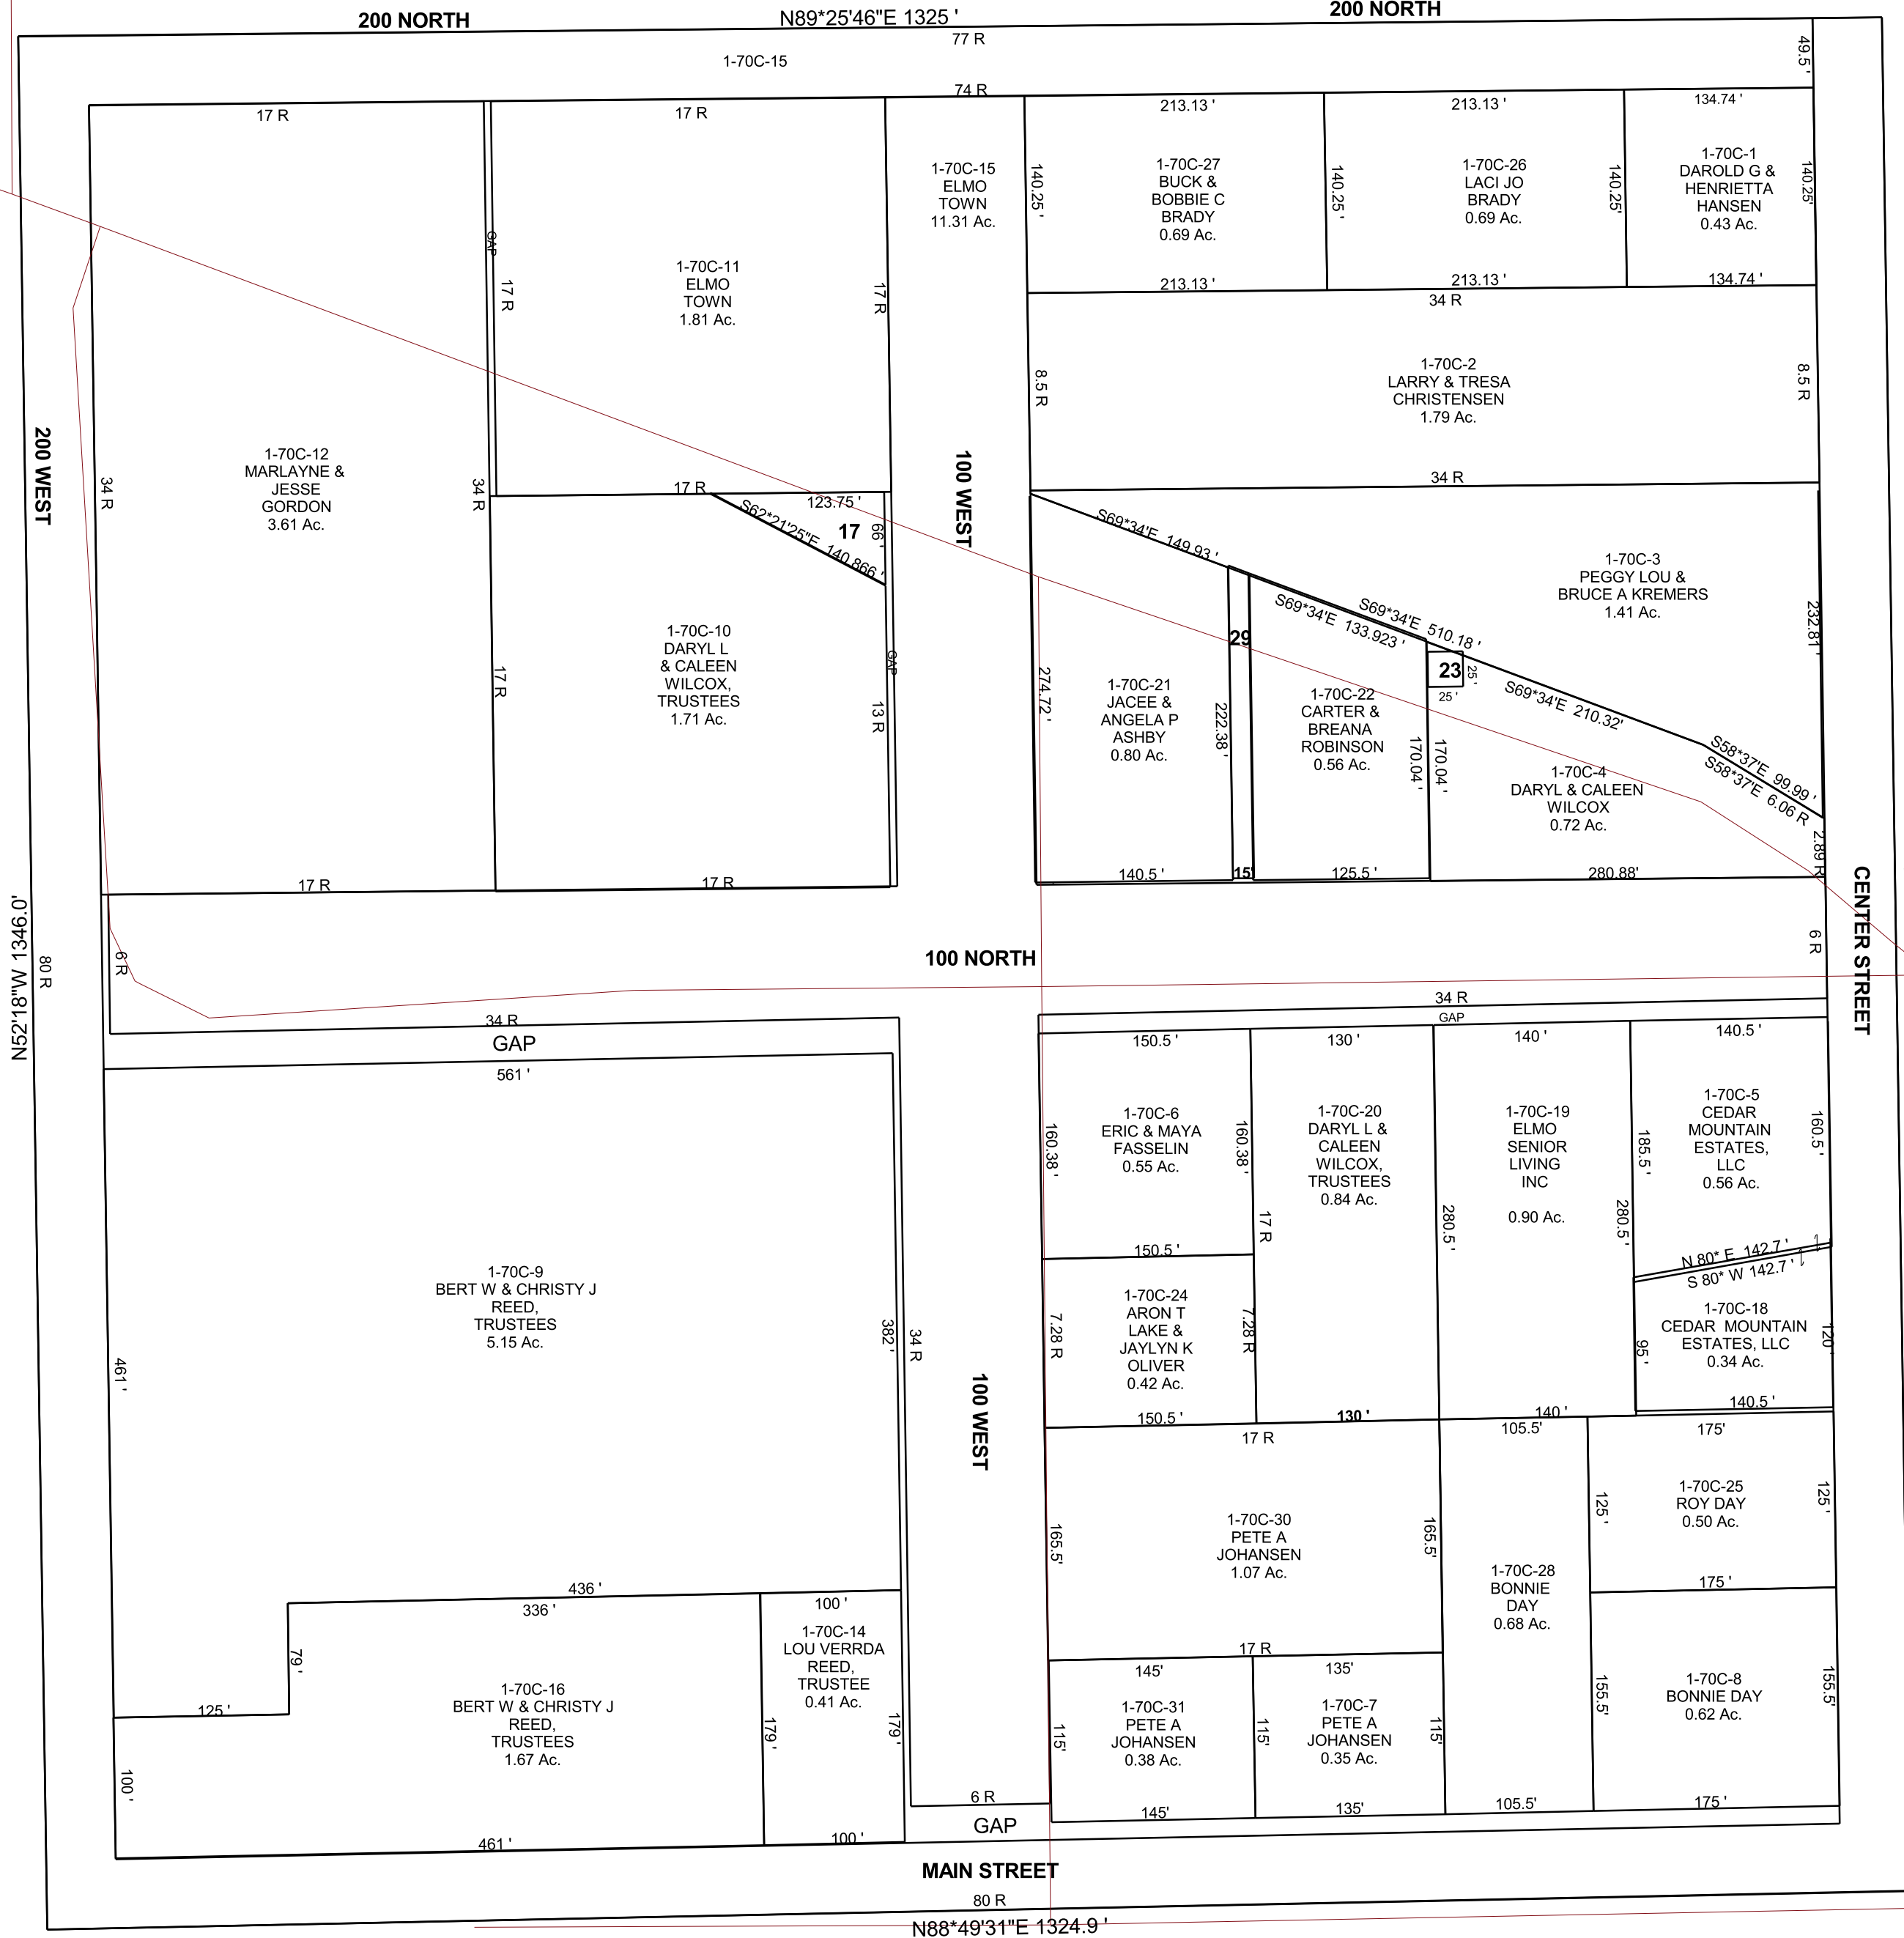 200 NORTH
N89*25'46"E 1325 '
200 NORTH
77 R
1-70C-15
49.5 '
74 R
17 R
17 R
213.13 '
213.13 '
134.74 '
1-70C-15
ELMO
TOWN
11.31 Ac.
140.25 '
1-70C-27
BUCK &
BOBBIE C
BRADY
0.69 Ac.
140.25 '
1-70C-26
LACI JO
BRADY
0.69 Ac.
140.25'
1-70C-1
DAROLD G &
HENRIETTA
HANSEN
0.43 Ac.
140.25'
213.13 '
213.13 '
134.74 '
34 R
GAP
17 R
1-70C-11
ELMO
TOWN
1.81 Ac.
17 R
8.5 R
1-70C-2
LARRY & TRESA
CHRISTENSEN
1.79 Ac.
8.5 R
34 R
200 WEST
34 R
1-70C-12
MARLAYNE &
JESSE
GORDON
3.61 Ac.
34 R
17 R
123.75 '
17
66 '
S62*21'25"E 140.866 '
100 WEST
S69*34'E 149.93 '
1-70C-3
PEGGY LOU &
BRUCE A KREMERS
1.41 Ac.
232.81'
S69*34'E 510.18 '
S69*34'E 133.923 '
29
23
25 '
25 '
S69*34'E 210.32'
17 R
1-70C-10
DARYL L
& CALEEN
WILCOX,
TRUSTEES
1.71 Ac.
GAP
13 R
274.72 '
1-70C-21
JACEE &
ANGELA P
ASHBY
0.80 Ac.
222.38 '
1-70C-22
CARTER &
BREANA
ROBINSON
0.56 Ac.
170.04 '
170.04 '
1-70C-4
DARYL & CALEEN
WILCOX
0.72 Ac.
S58*37'E 99.99 '
S58*37'E 6.06 R
2.89 R
17 R
17 R
140.5 '
15'
125.5 '
280.88'
CENTER STREET
N52'18"W 1346.0'
80 R
6 R
100 NORTH
6 R
34 R
GAP
561 '
34 R
GAP
150.5 '
130 '
140 '
140.5 '
160.38 '
1-70C-6
ERIC & MAYA
FASSELIN
0.55 Ac.
160.38 '
1-70C-20
DARYL L &
CALEEN
WILCOX,
TRUSTEES
0.84 Ac.
17 R
280.5 '
1-70C-19
ELMO
SENIOR
LIVING
INC
0.90 Ac.
280.5 '
185.5 '
1-70C-5
CEDAR
MOUNTAIN
ESTATES,
LLC
0.56 Ac.
160.5 '
150.5 '
N 80* E 142.7 '
S 80* W 142.7 '
1-70C-9
BERT W & CHRISTY J
REED,
TRUSTEES
5.15 Ac.
461 '
382 '
34 R
7.28 R
1-70C-24
ARON T
LAKE &
JAYLYN K
OLIVER
0.42 Ac.
7.28 R
95 '
1-70C-18
CEDAR MOUNTAIN
ESTATES, LLC
0.34 Ac.
120 '
100 WEST
150.5 '
130 '
140 '
140.5 '
17 R
105.5'
175'
165.5'
1-70C-30
PETE A
JOHANSEN
1.07 Ac.
165.5'
1-70C-28
BONNIE
DAY
0.68 Ac.
125 '
1-70C-25
ROY DAY
0.50 Ac.
125 '
175 '
436 '
336 '
100 '
79 '
125 '
100 '
1-70C-16
BERT W & CHRISTY J
REED,
TRUSTEES
1.67 Ac.
179 '
1-70C-14
LOU VERRDA
REED,
TRUSTEE
0.41 Ac.
179 '
17 R
145'
135'
115'
1-70C-31
PETE A
JOHANSEN
0.38 Ac.
115'
1-70C-7
PETE A
JOHANSEN
0.35 Ac.
115'
155.5'
1-70C-8
BONNIE DAY
0.62 Ac.
155.5'
6 R
GAP
145'
135'
105.5'
175 '
461 '
100 '
MAIN STREET
80 R
N88*49'31"E 1324.9 '